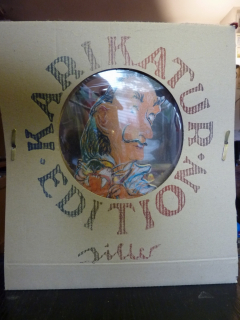 KARIKATUR · EDITION ·